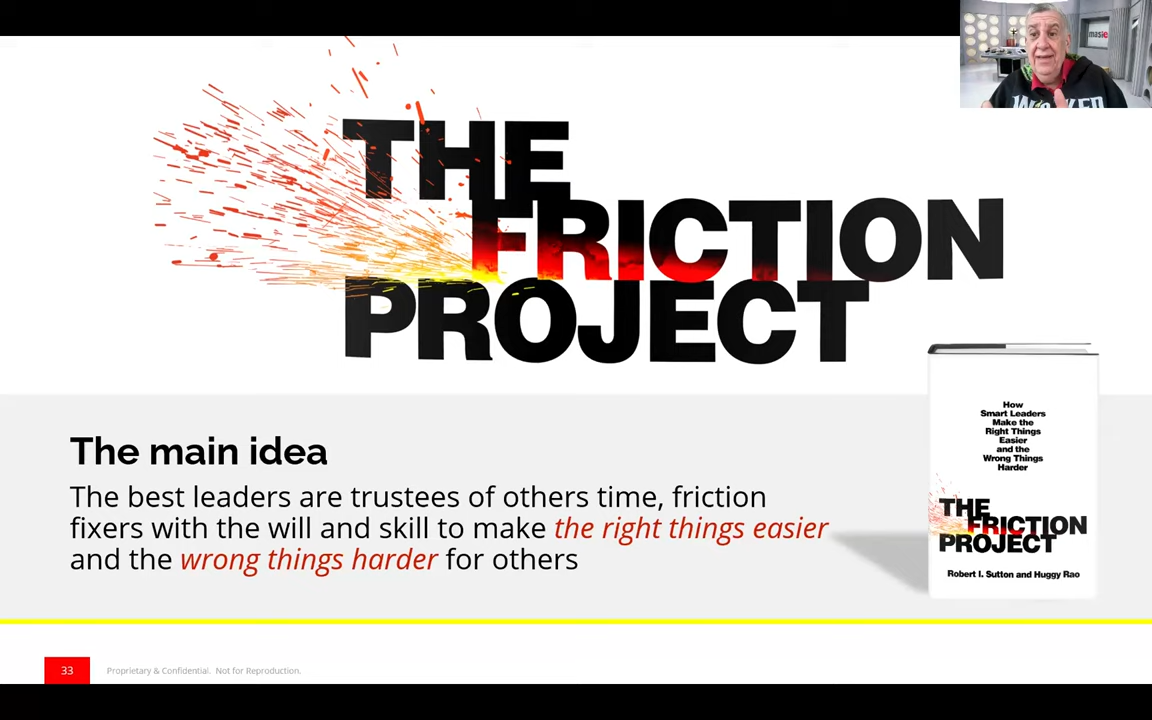 masie
THE
FRICTION
PROJECT
The main idea
The best leaders are trustees of others time, friction
fixers with the will and skill to make the right things easier
and the wrong things harder for others
How
Smart Leaders
Make the
Right Things
Easier
and the
Wrong Things
Harder
THE
FRICTION
PROJECT
Robert I. Sutton and Huggy Rao
33
Proprietary & Confidential. Not for Reproduction.